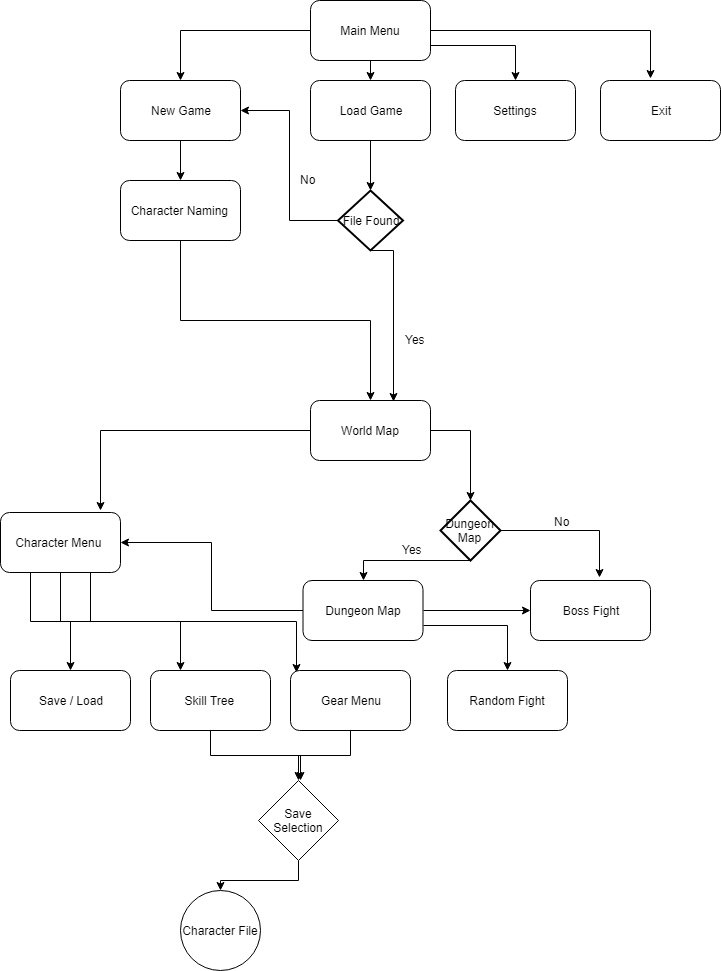 Main Menu
New Game
Load Game
Settings
Exit
No
Character Naming
File Found
Yes
World Map
Dungeon
Map
No
Character Menu
Yes
Dungeon Map
Boss Fight
Save / Load
Skill Tree
Gear Menu
Random Fight
Save
Selection
Character File